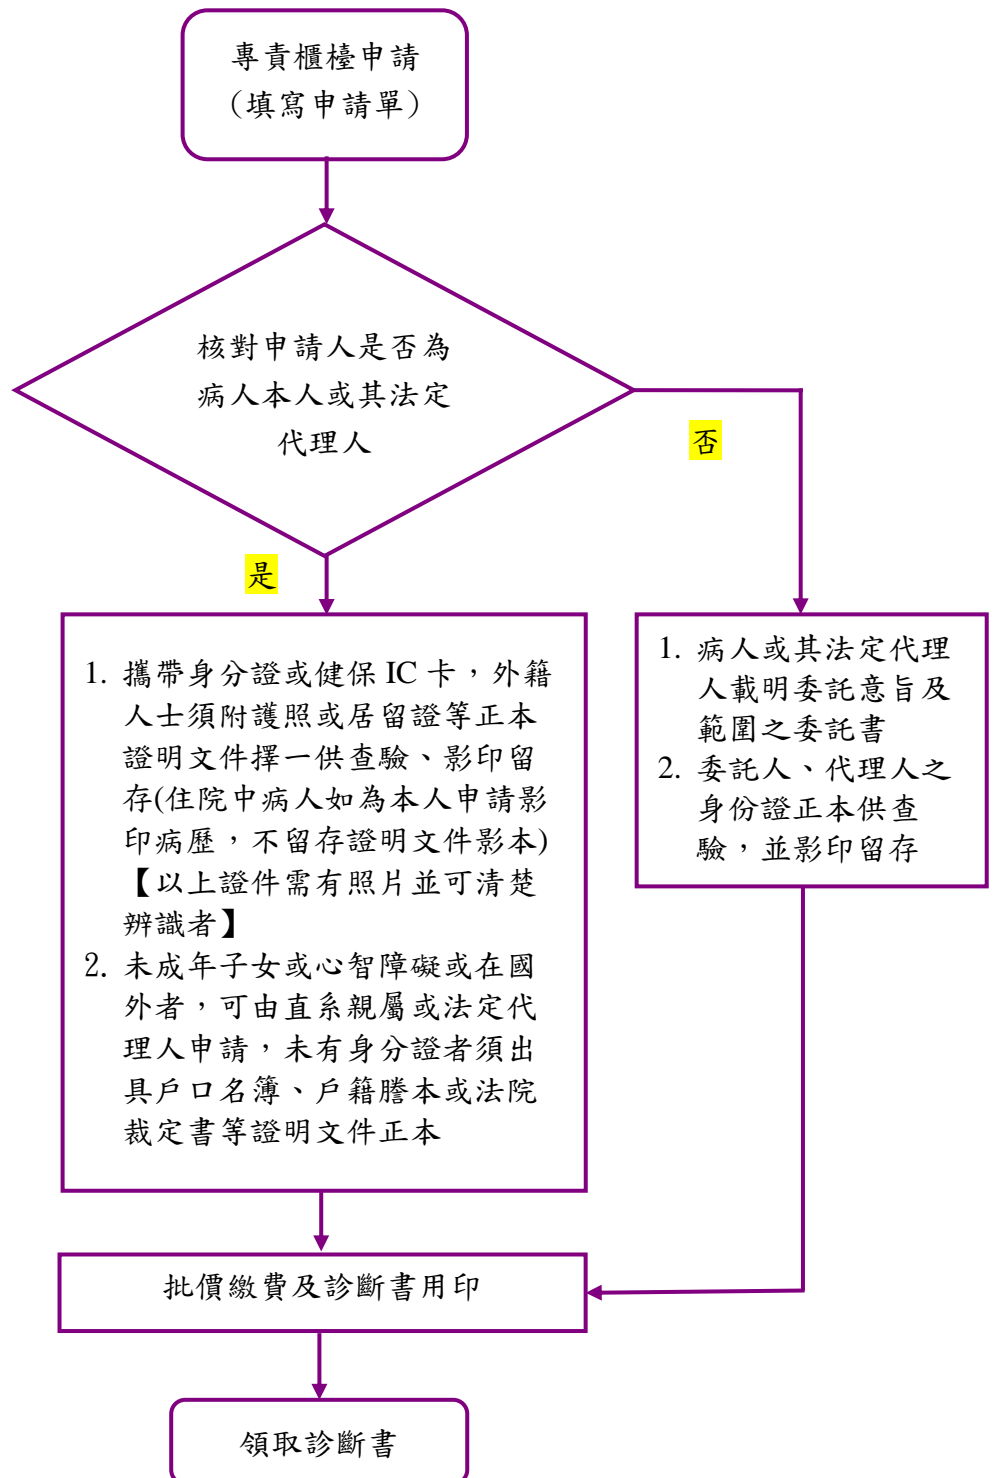 專責櫃檯申請
（填寫申請單）
核對申請人是否為
病人本人或其法定
代理人
否
是
1. 攜帶身分證或健保 IC 卡，外籍
人士須附護照或居留證等正本
證明文件擇一供查驗、影印留
存(住院中病人如為本人申請影
印病歷，不留存證明文件影本)
【以上證件需有照片並可清楚
辨識者】
2. 未成年子女或心智障礙或在國
外者，可由直系親屬或法定代
理人申請，未有身分證者須出
具戶口名簿、戶籍謄本或法院
裁定書等證明文件正本
1. 病人或其法定代理
人載明委託意旨及
範圍之委託書
2. 委託人、代理人之
身份證正本供查
驗，並影印留存
批價繳費及診斷書用印
領取診斷書